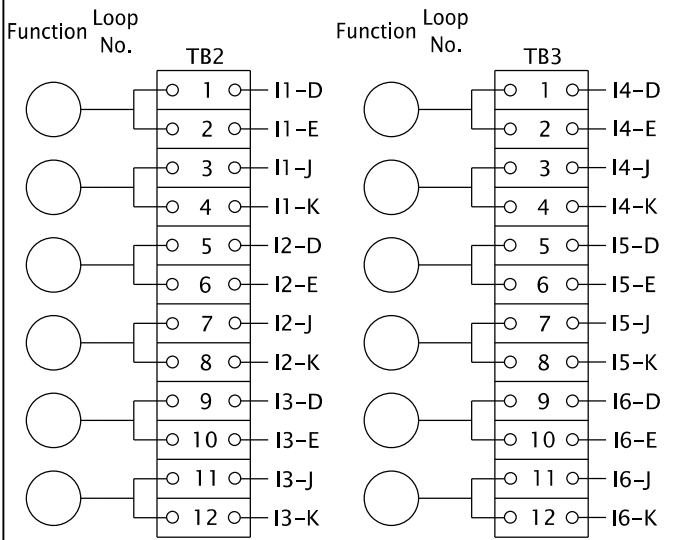 Function Loop No. Function Loop No.
TB2 TB3
1 I1-D 1 I4-D
2 I1-E 2 I4-E
3 I1-J 3 I4-J
4 I1-K 4 I4-K
5 I2-D 5 I5-D
6 I2-E 6 I5-E
7 I2-J 7 I5-J
8 I2-K 8 I5-K
9 I3-D 9 I6-D
10 I3-E 10 I6-E
11 I3-J 11 I6-J
12 I3-K 12 I6-K